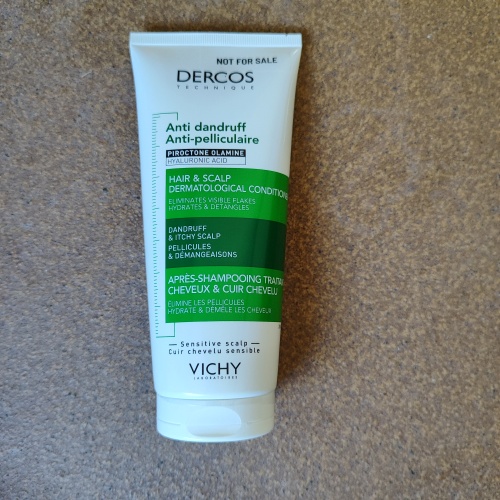 NOT FOR SALE
DERCOS
TECHNIQUE
Anti dandruff
Anti-pelliculaire
PIROCTONE OLAMINE
HYALURONIC ACID
HAIR & SCALP
DERMATOLOGICAL CONDITIONE
ELIMINATES VISIBLE FLAKES
HYDRATES & DETANGLES
DANDRUFF
& ITCHY SCALP
PELLICULES
& DÉMANGEAISONS
APRÈS-SHAMPOOING TRAITAN
CHEVEUX & CUIR CHEVELU
ÉLIMINE LES PELLICULES
HYDRATE & DÉMÊLE LES CHEVEUX
Sensitive scalp
Cuir chevelu sensible
VICHY
LABORATOIRES